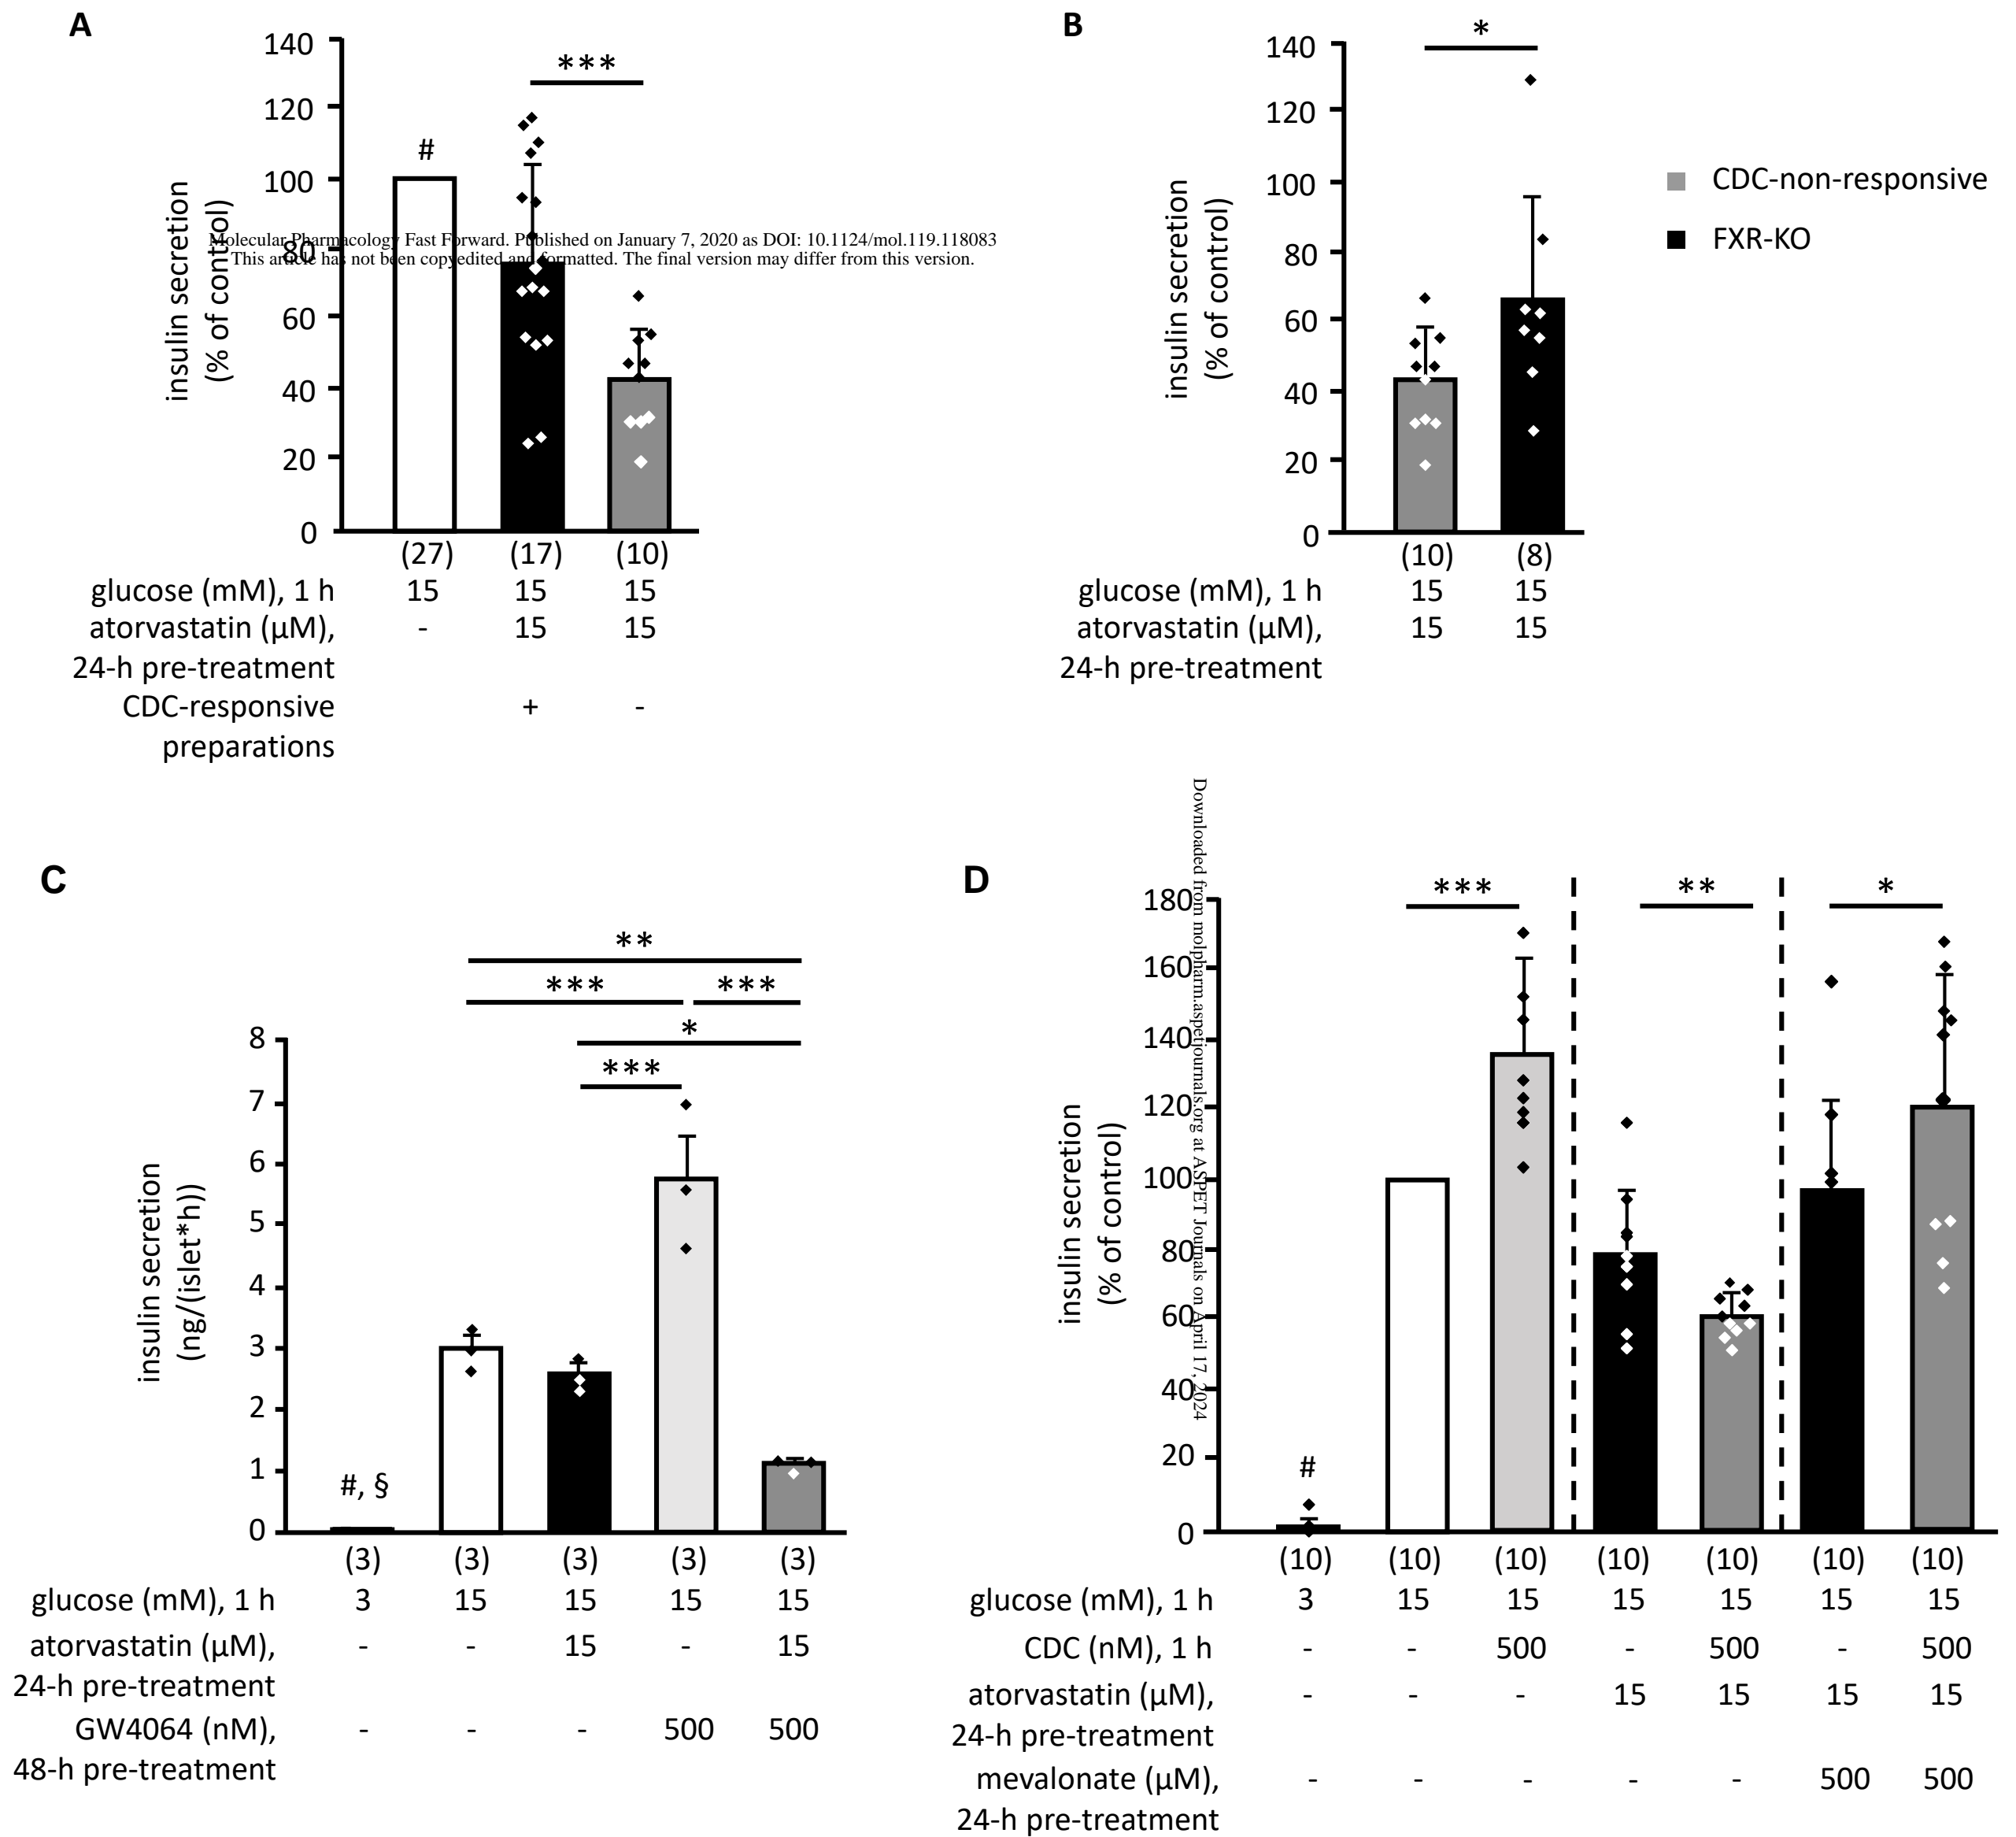 A
140
120
100
80
60
40
20
0
insulin secretion
(% of control)
#
***
Molecular Pharmacology Fast Forward. Published on January 7, 2020 as DOI: 10.1124/mol.119.118083
This article has not been copyedited and formatted. The final version may differ from this version.
(27) (17) (10)
glucose (mM), 1 h 15 15 15
atorvastatin (µM), - 15 15
24-h pre-treatment
CDC-responsive + -
preparations
B
140
120
100
80
60
40
20
0
insulin secretion
(% of control)
*
CDC-non-responsive
FXR-KO
(10) (8)
glucose (mM), 1 h 15 15
atorvastatin (µM), 15 15
24-h pre-treatment
C
**
*** ***
*
***
8
7
6
5
4
3
2
1
0
insulin secretion
(ng/(islet*h))
#, §
(3) (3) (3) (3) (3)
glucose (mM), 1 h 3 15 15 15 15
atorvastatin (µM), - - 15 - 15
24-h pre-treatment
GW4064 (nM), - - - 500 500
48-h pre-treatment
D
*** ** *
180
160
140
120
100
80
60
40
20
0
insulin secretion
(% of control)
Downloaded from molpharm.aspetjournals.org at ASPET Journals on April 17, 2024
#
(10) (10) (10) (10) (10) (10) (10)
glucose (mM), 1 h 3 15 15 15 15 15 15
CDC (nM), 1 h - - 500 - 500 - 500
atorvastatin (µM), - - - 15 15 15 15
24-h pre-treatment
mevalonate (µM), - - - - - 500 500
24-h pre-treatment